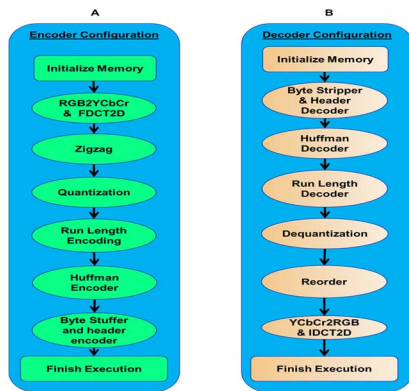 A
Encoder Configuration
Initialize Memory
RGB2YCbCr
& FDCT2D
Zigzag
Quantization
Run Length
Encoding
Huffman
Encoder
Byte Stuffer
and header
encoder
Finish Execution
B
Decoder Configuration
Initialize Memory
Byte Stripper
& Header
Decoder
Huffman
Decoder
Run Length
Decoder
Dequantization
Reorder
YCbCr2RGB
& IDCT2D
Finish Execution